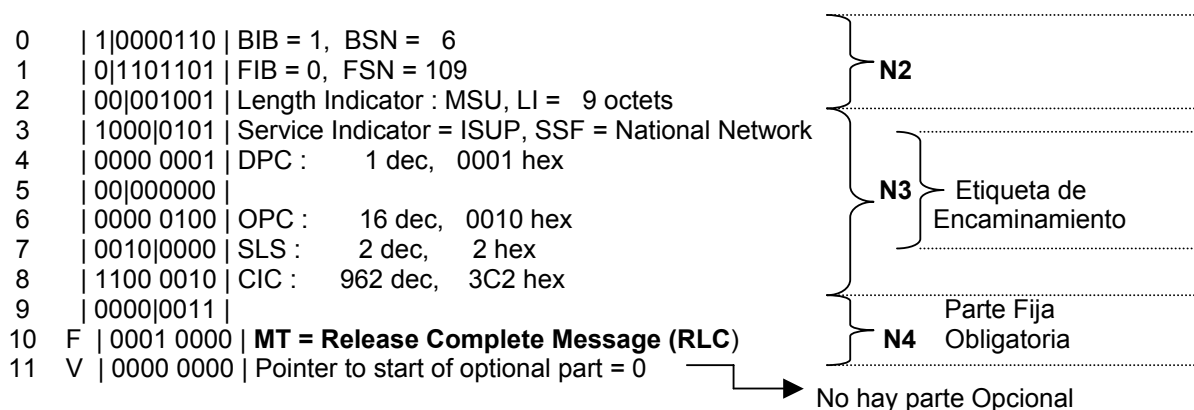 0 | 1|0000110 | BIB = 1, BSN = 6
1 | 0|1101101 | FIB = 0, FSN = 109
N2
2 | 00|001001 | Length Indicator : MSU, LI = 9 octets
3 | 1000|0101 | Service Indicator = ISUP, SSF = National Network
4 | 0000 0001 | DPC : 1 dec, 0001 hex
5 | 00|000000 |
N3 Etiqueta de
Encaminamiento
6 | 0000 0100 | OPC : 16 dec, 0010 hex
7 | 0010|0000 | SLS : 2 dec, 2 hex
8 | 1100 0010 | CIC : 962 dec, 3C2 hex
9 | 0000|0011 |
Parte Fija
10 F | 0001 0000 | MT = Release Complete Message (RLC)
N4 Obligatoria
11 V | 0000 0000 | Pointer to start of optional part = 0
No hay parte Opcional